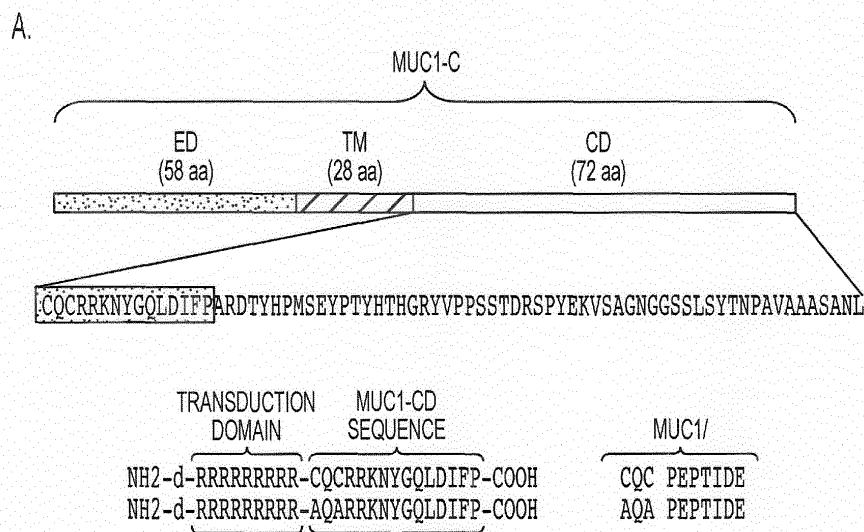 A.
MUC1-C
ED TM CD
(58 aa) (28 aa) (72 aa)
CQCRRKNYGQLDIFPARDTYHPMSEYPTYHTHGRYVPPSSTDRSPYEKVSAGNGGSSLSYTNPAVAAASANL
TRANSDUCTION MUC1-CD
DOMAIN SEQUENCE MUC1/
NH2-d-RRRRRRRRR-CQCRRKNYGQLDIFP-COOH CQC PEPTIDE
NH2-d-RRRRRRRRR-AQARRKNYGQLDIFP-COOH AQA PEPTIDE